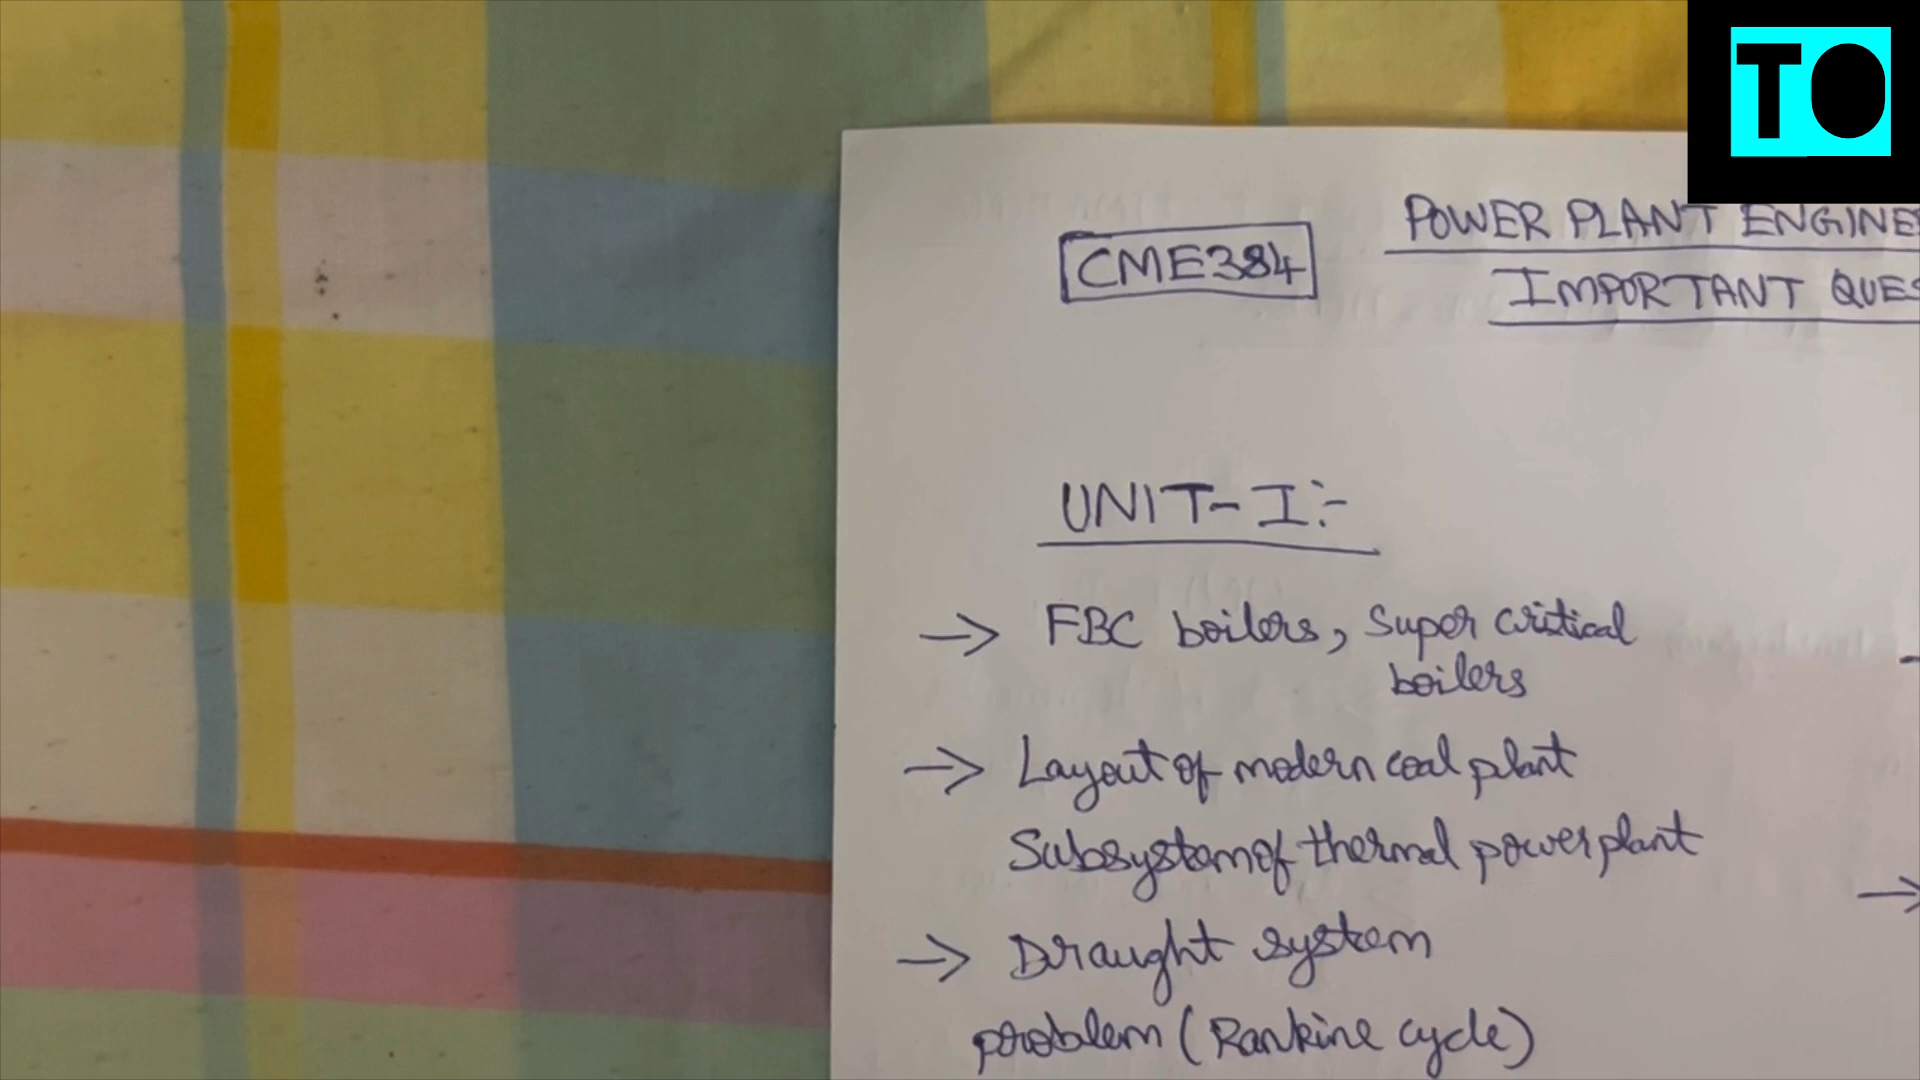 TO
POWER PLANT ENGINE
CME384
IMPORTANT QUES
UNIT-I:-
→ FBC boilers, Super critical
boilers
→ Layout of modern coal plant
Subsystem of thermal power plant
→ Draught system
problem (Rankine cycle)